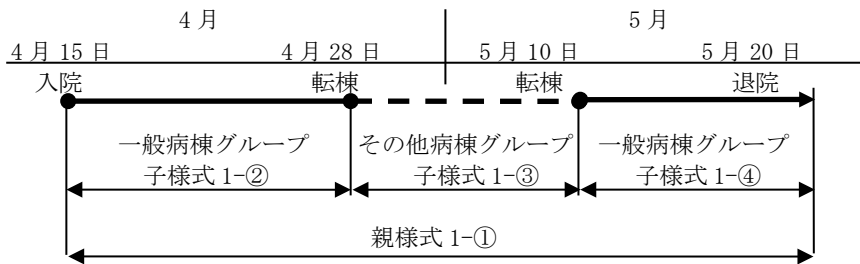 4月 5月
4月15日 4月28日 5月10日 5月20日
入院 転棟 転棟 退院
一般病棟グループ その他病棟グループ 一般病棟グループ
子様式1-② 子様式1-③ 子様式1-④
親様式1-①